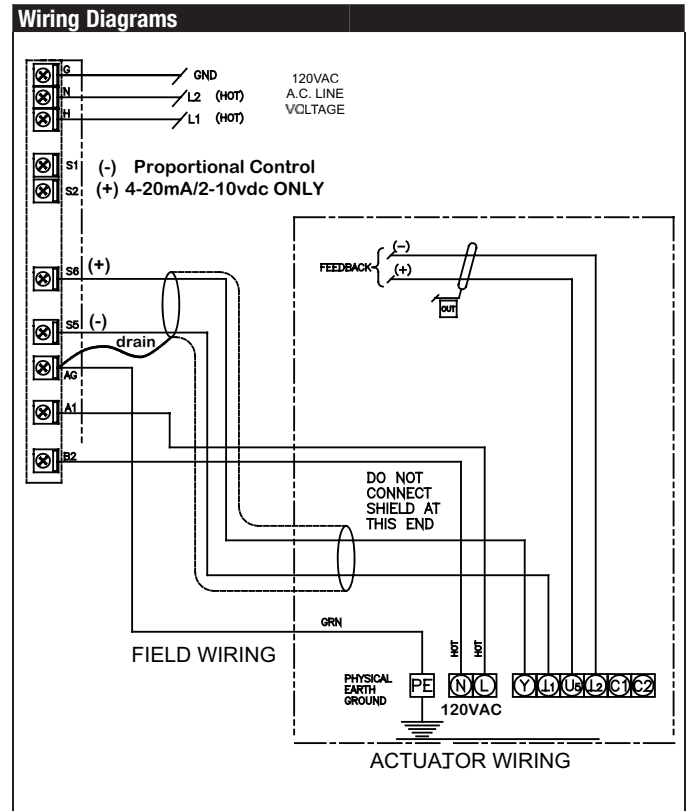 Wiring Diagrams
G
GND
N
L2 (HOT)
H
L1 (HOT)
120VAC
A.C. LINE
VOLTAGE
S1
(-) Proportional Control
S2
(+) 4-20mA/2-10vdc ONLY
S6
(+)
S5
(-)
drain
AG
A1
B2
FEEDBACK
(-)
(+)
OUT
DO NOT
CONNECT
SHIELD AT
THIS END
GRN
FIELD WIRING
HOT
HOT
PHYSICAL
EARTH
GROUND
PE
N
L
Y
⊥1
U5
⊥2
C1
C2
120VAC
ACTUATOR WIRING